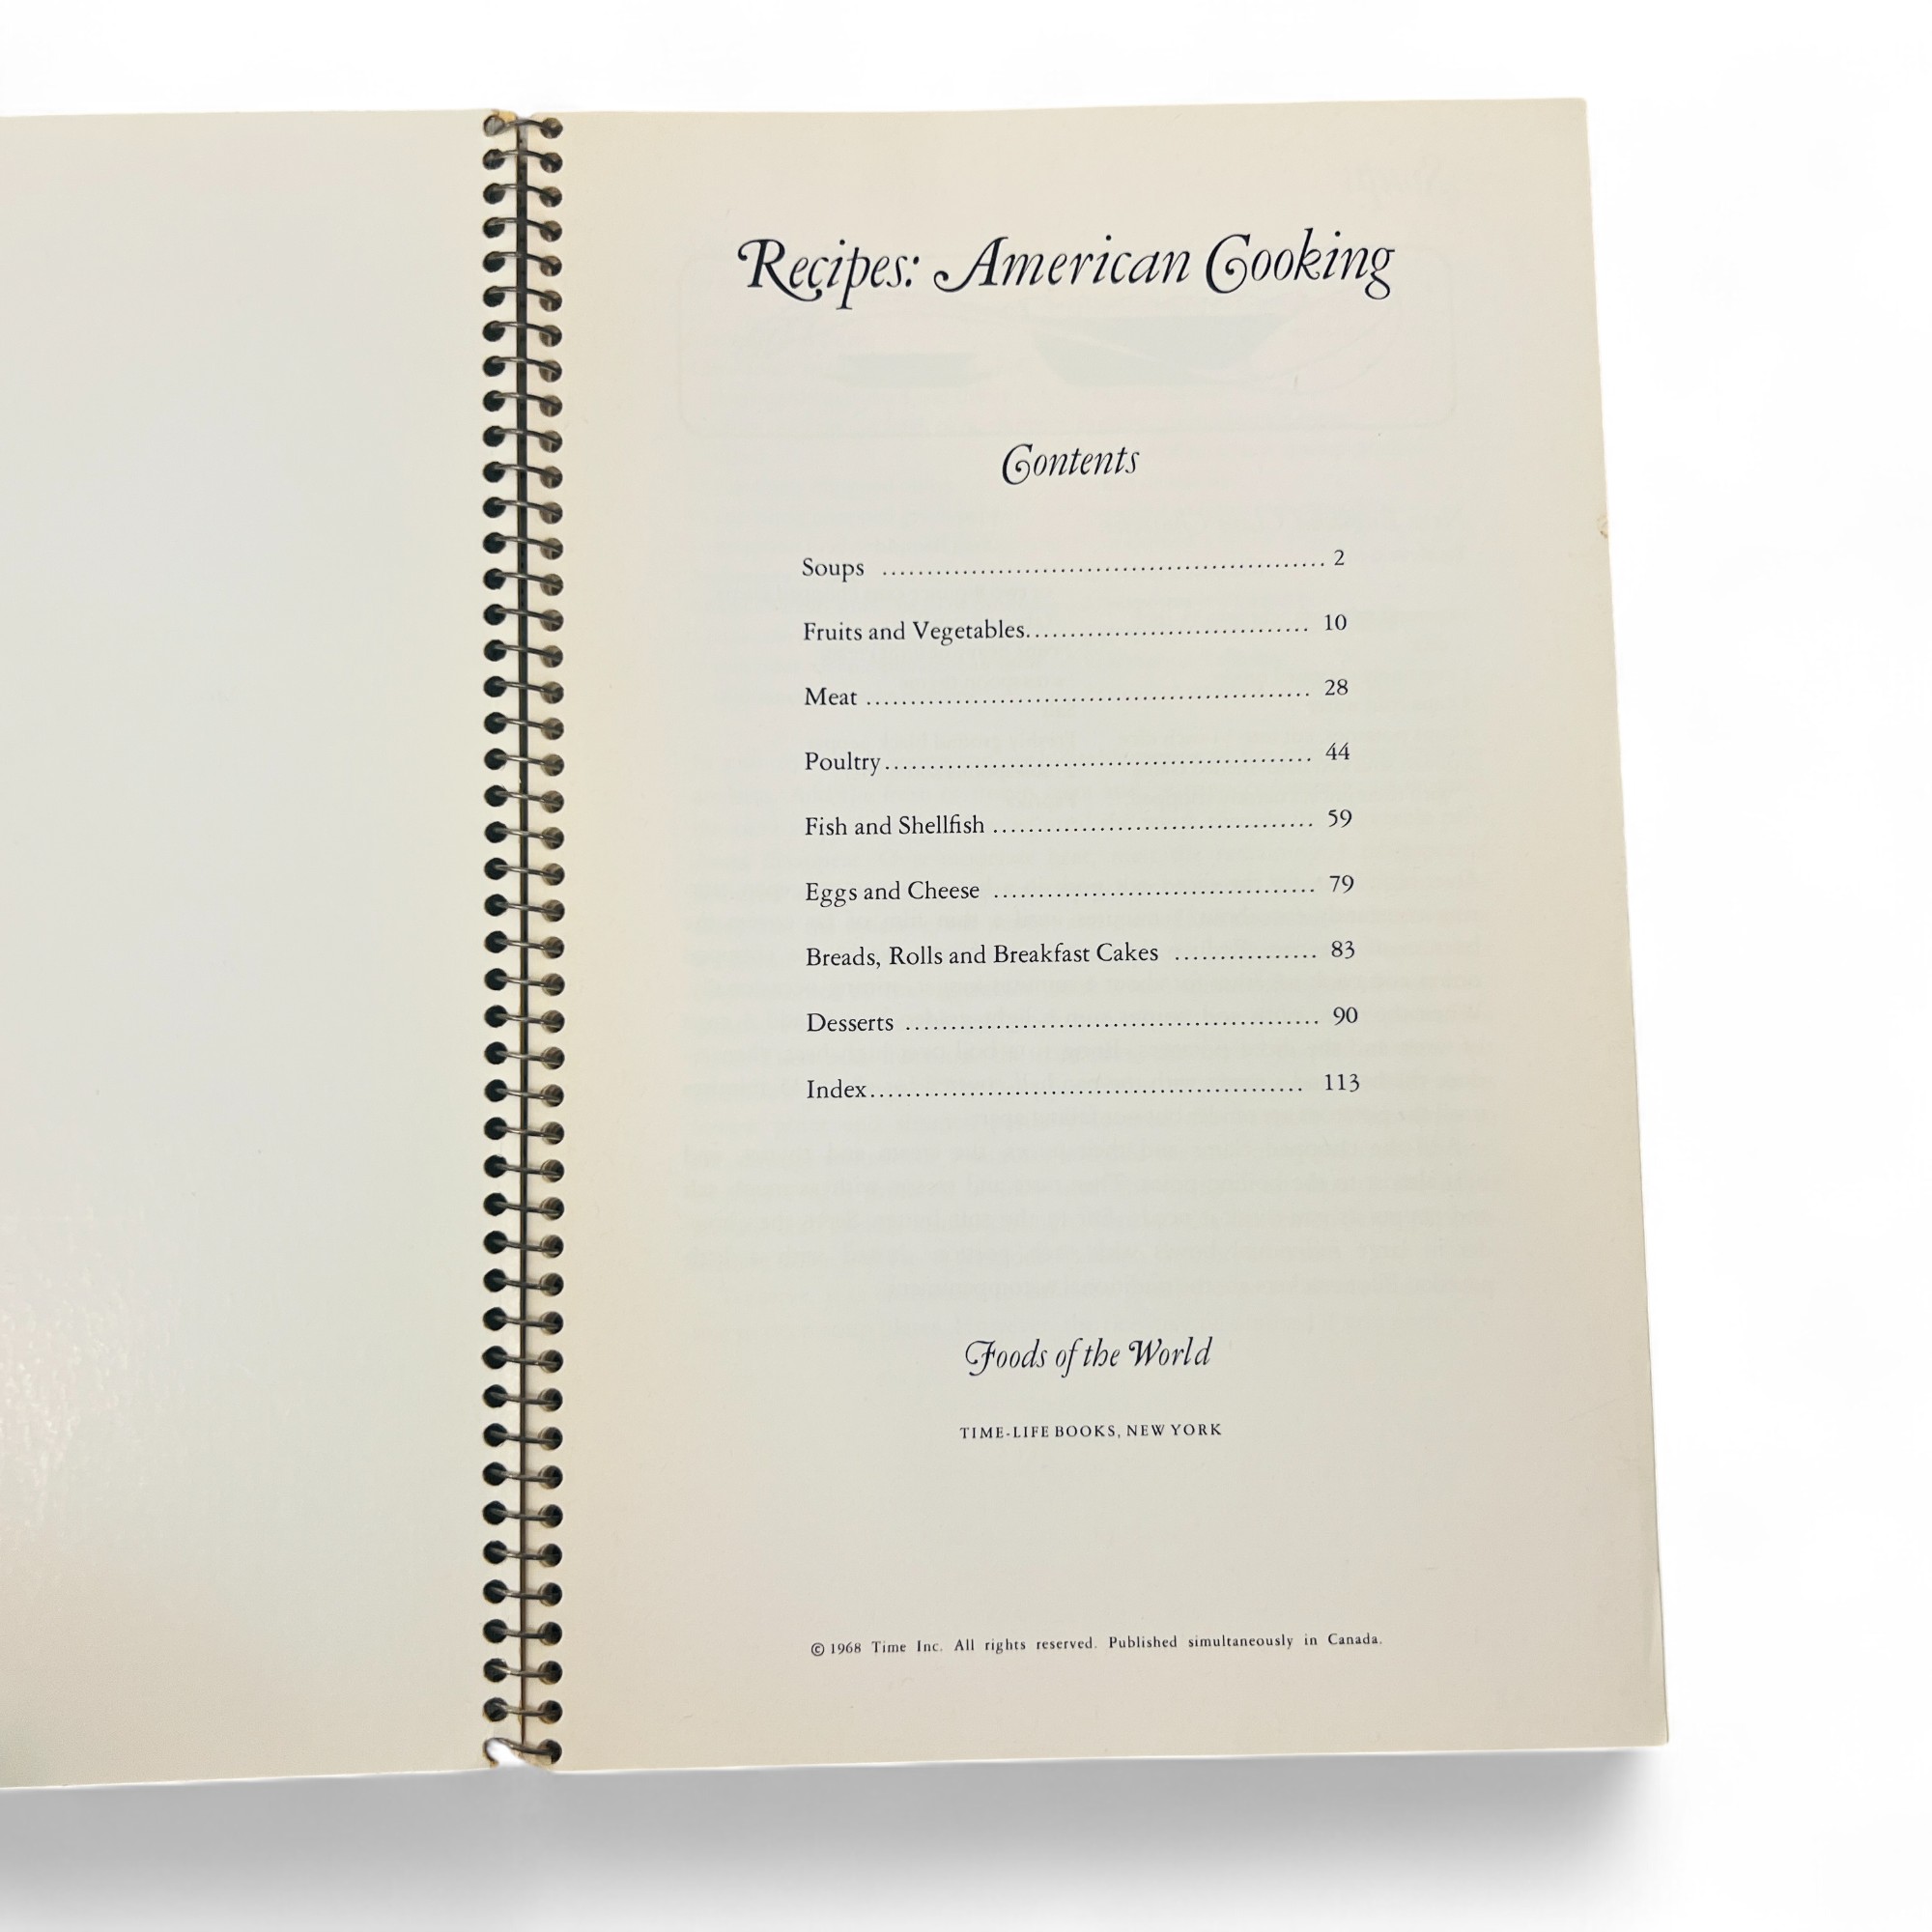 Recipes: American Cooking
Contents
Soups .................................................. 2
Fruits and Vegetables................................ 10
Meat .................................................. 28
Poultry................................................ 44
Fish and Shellfish .................................... 59
Eggs and Cheese .................................... 79
Breads, Rolls and Breakfast Cakes ................ 83
Desserts .............................................. 90
Index................................................. 113
Foods of the World
TIME-LIFE BOOKS, NEW YORK
© 1968 Time Inc. All rights reserved. Published simultaneously in Canada.